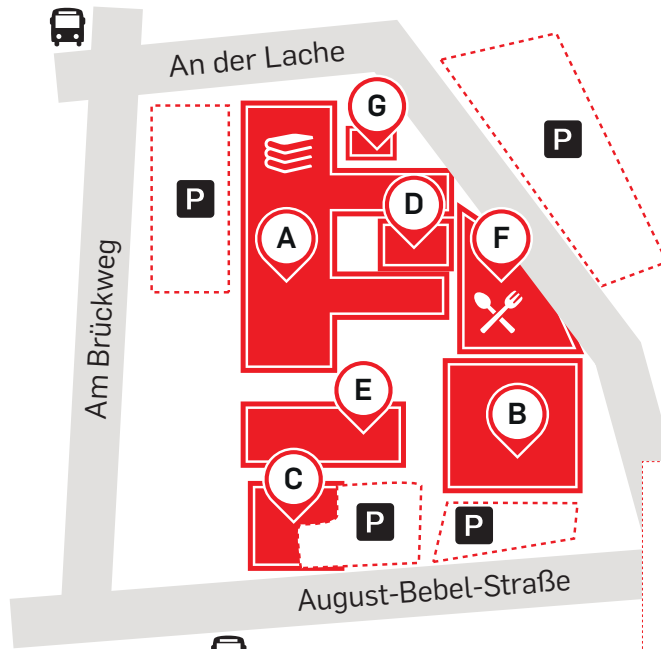 An der Lache
G
P
P
D
A
F
Am Brückweg
E
B
C
P
P
August-Bebel-Straße